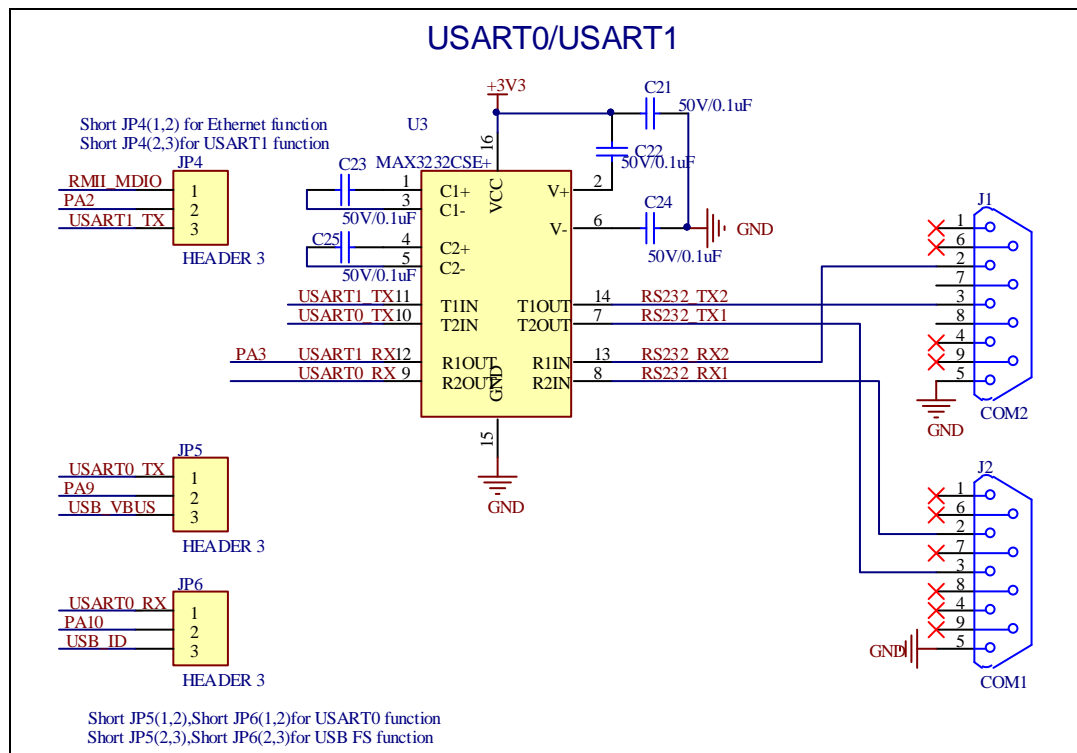 USART0/USART1
+3V3
C21
50V/0.1uF
Short JP4(1,2) for Ethernet function
Short JP4(2,3)for USART1 function
U3
16
C22
50V/0.1uF
JP4
RMII_MDIO 1
PA2 2
USART1_TX 3
HEADER 3
C23
50V/0.1uF
MAX3232CSE+
VCC
1 C1+
3 C1-
V+ 2
C25
50V/0.1uF
4 C2+
5 C2-
V- 6
C24
50V/0.1uF
GND
USART1_TX 11 T1IN
USART0_TX 10 T2IN
T1OUT 14 RS232_TX2
T2OUT 7 RS232_TX1
PA3 USART1_RX 12 R1OUT
USART0_RX 9 R2OUT
GND
R1IN 13 RS232_RX2
R2IN 8 RS232_RX1
15
GND
J1
1
6
2
7
3
8
4
9
5
COM2
GND
JP5
USART0_TX 1
PA9 2
USB_VBUS 3
HEADER 3
J2
1
6
2
7
3
8
4
9
5
GND
COM1
JP6
USART0_RX 1
PA10 2
USB_ID 3
HEADER 3
Short JP5(1,2),Short JP6(1,2)for USART0 function
Short JP5(2,3),Short JP6(2,3)for USB FS function